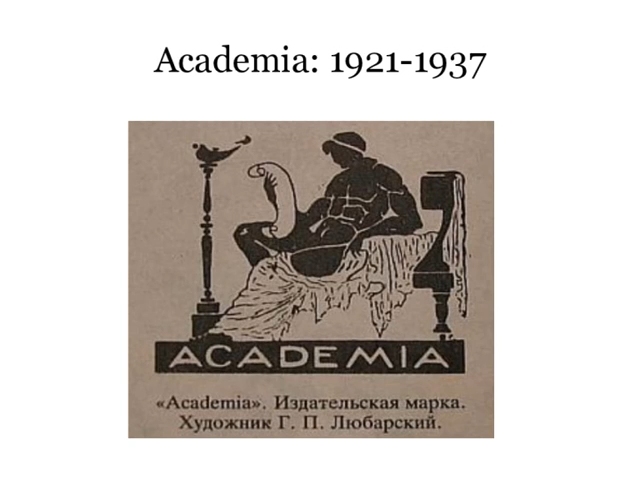 Academia: 1921-1937
ACADEMIA
«Academia». Издательская марка.
Художник Г. П. Любарский.